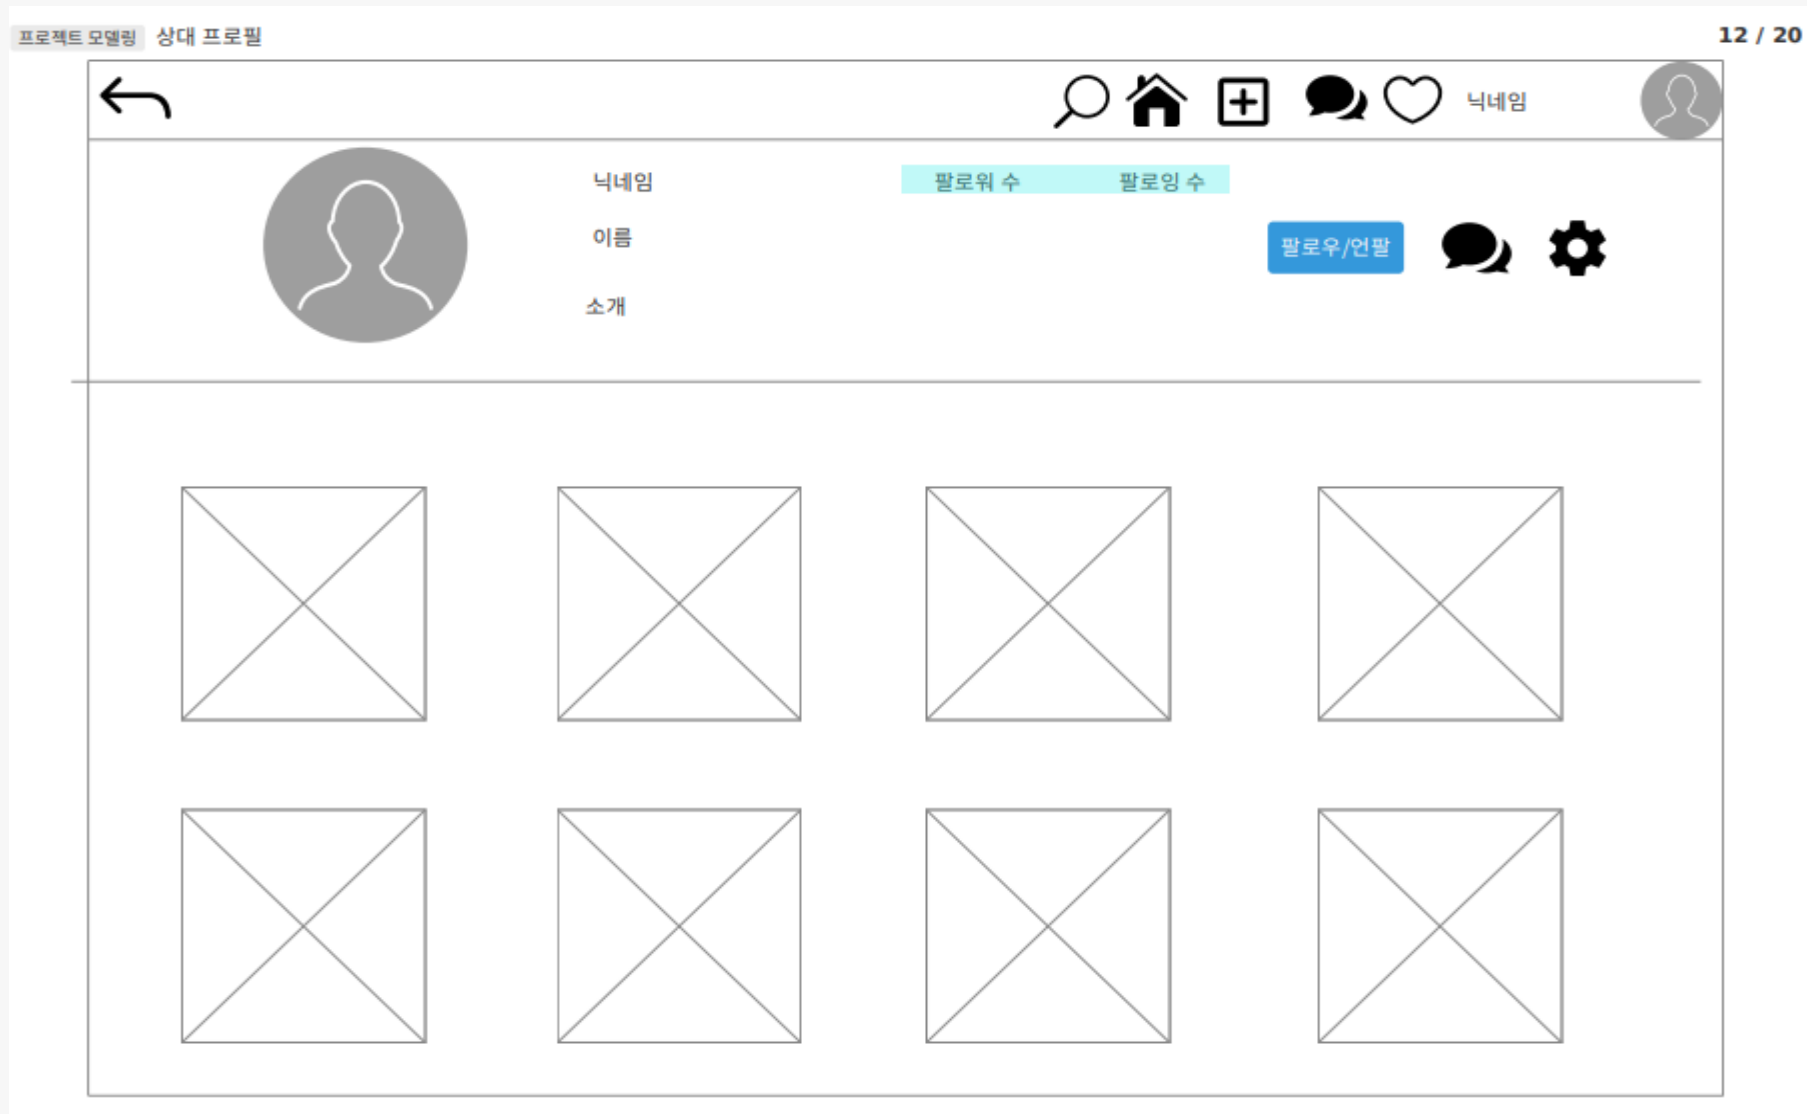 프로젝트 모델링 상대 프로필
12 / 20
닉네임
닉네임
팔로워 수 팔로잉 수
이름
팔로우/언팔
소개